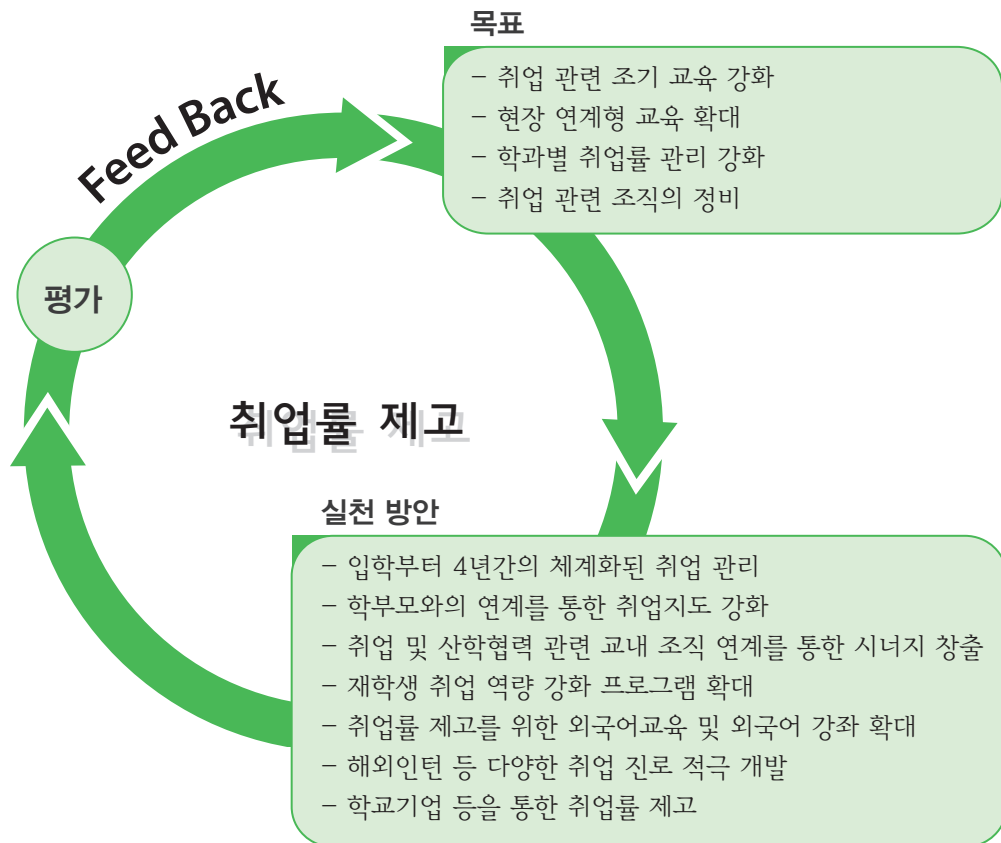 목표
– 취업 관련 조기 교육 강화
– 현장 연계형 교육 확대
– 학과별 취업률 관리 강화
– 취업 관련 조직의 정비
Feed Back
평가
취업률 제고
실천 방안
– 입학부터 4년간의 체계화된 취업 관리
– 학부모와의 연계를 통한 취업지도 강화
– 취업 및 산학협력 관련 교내 조직 연계를 통한 시너지 창출
– 재학생 취업 역량 강화 프로그램 확대
– 취업률 제고를 위한 외국어교육 및 외국어 강좌 확대
– 해외인턴 등 다양한 취업 진로 적극 개발
– 학교기업 등을 통한 취업률 제고